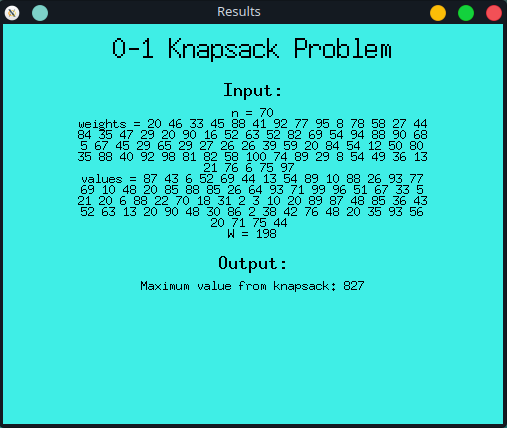 Results
0-1 Knapsack Problem
Input:
n = 70
weights = 20 46 33 45 88 41 92 77 95 8 78 58 27 44
84 35 47 29 20 90 16 52 63 52 82 69 54 94 88 90 68
5 67 45 29 65 29 27 26 26 39 59 20 84 54 12 50 80
35 88 40 92 98 81 82 58 100 74 89 29 8 54 49 36 13
21 76 6 75 97
values = 87 43 6 52 69 44 13 54 89 10 88 26 93 77
69 10 48 20 85 88 85 26 64 93 71 99 96 51 67 33 5
21 20 6 88 22 70 18 31 2 3 10 20 89 87 48 85 36 43
52 63 13 20 90 48 30 86 2 38 42 76 48 20 35 93 56
20 71 75 44
W = 198
Output:
Maximum value from knapsack: 827